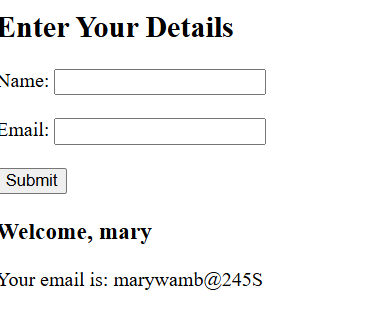 Enter Your Details
Name:
Email:
Submit
Welcome, mary
Your email is: marywamb@245S